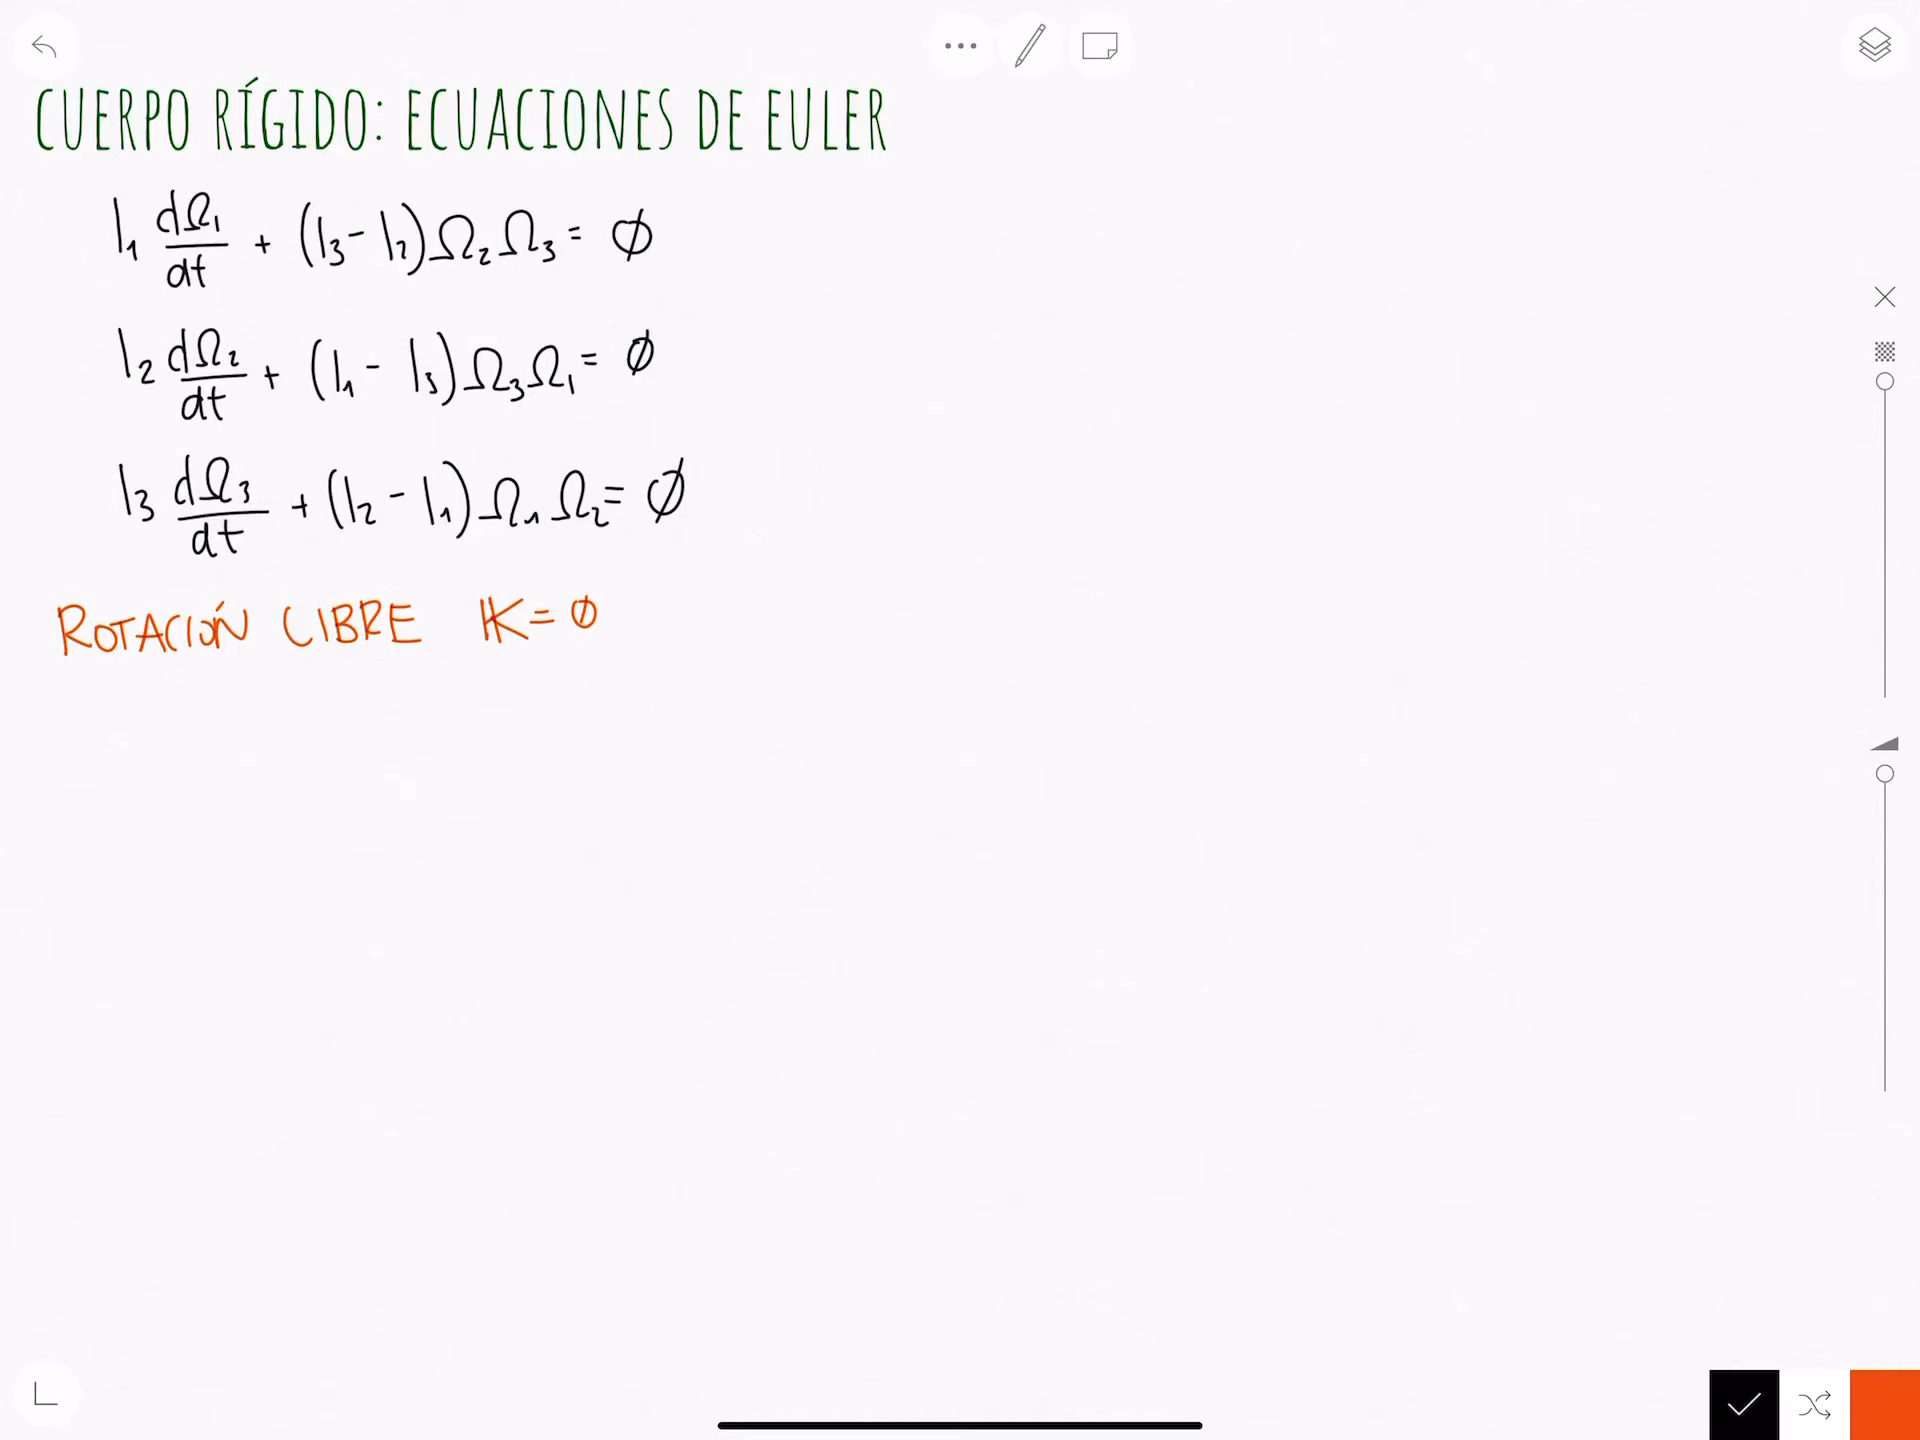 CUERPO RÍGIDO: ECUACIONES DE EULER
I₁ dΩ₁/dt + (I₃ - I₂)Ω₂Ω₃ = ∅
I₂ dΩ₂/dt + (I₁ - I₃)Ω₃Ω₁ = ∅
I₃ dΩ₃/dt + (I₂ - I₁)Ω₁Ω₂ = ∅
ROTACIÓN LIBRE 𝕂 = ∅